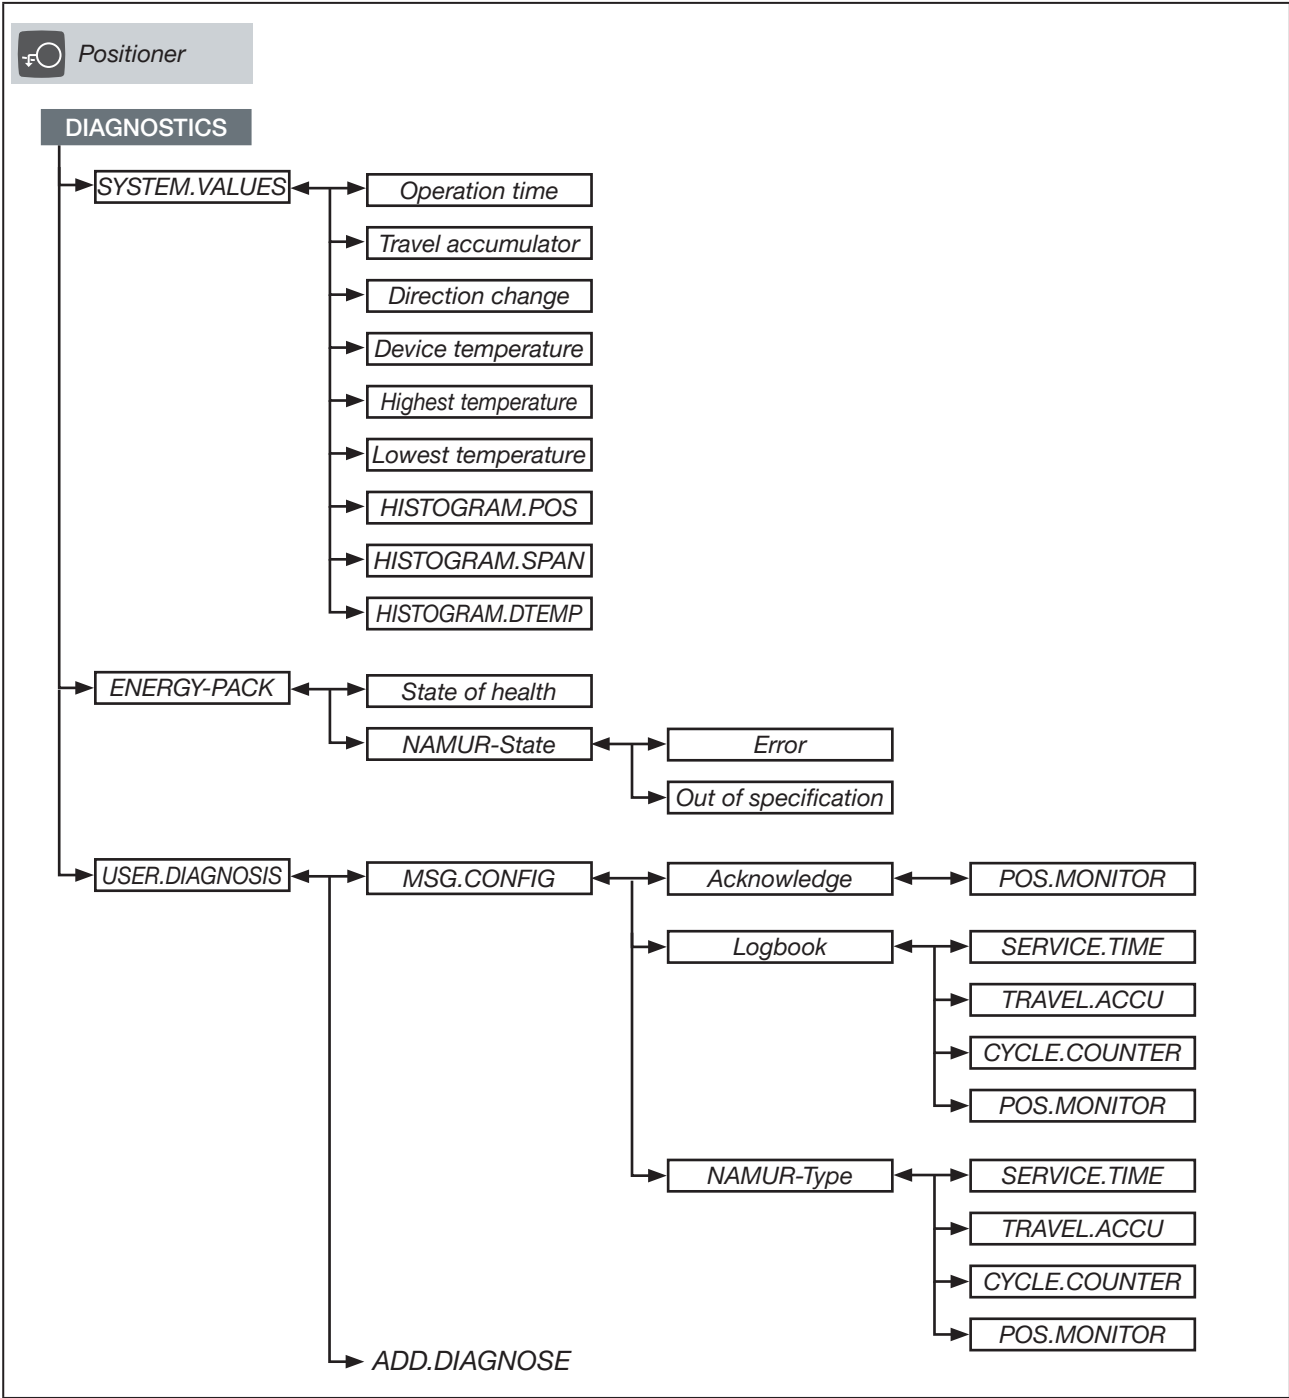 Positioner
DIAGNOSTICS
SYSTEM.VALUES
Operation time
Travel accumulator
Direction change
Device temperature
Highest temperature
Lowest temperature
HISTOGRAM.POS
HISTOGRAM.SPAN
HISTOGRAM.DTEMP
ENERGY-PACK
State of health
NAMUR-State
Error
Out of specification
USER.DIAGNOSIS
MSG.CONFIG
Acknowledge
POS.MONITOR
Logbook
SERVICE.TIME
TRAVEL.ACCU
CYCLE.COUNTER
POS.MONITOR
NAMUR-Type
SERVICE.TIME
TRAVEL.ACCU
CYCLE.COUNTER
POS.MONITOR
ADD.DIAGNOSE